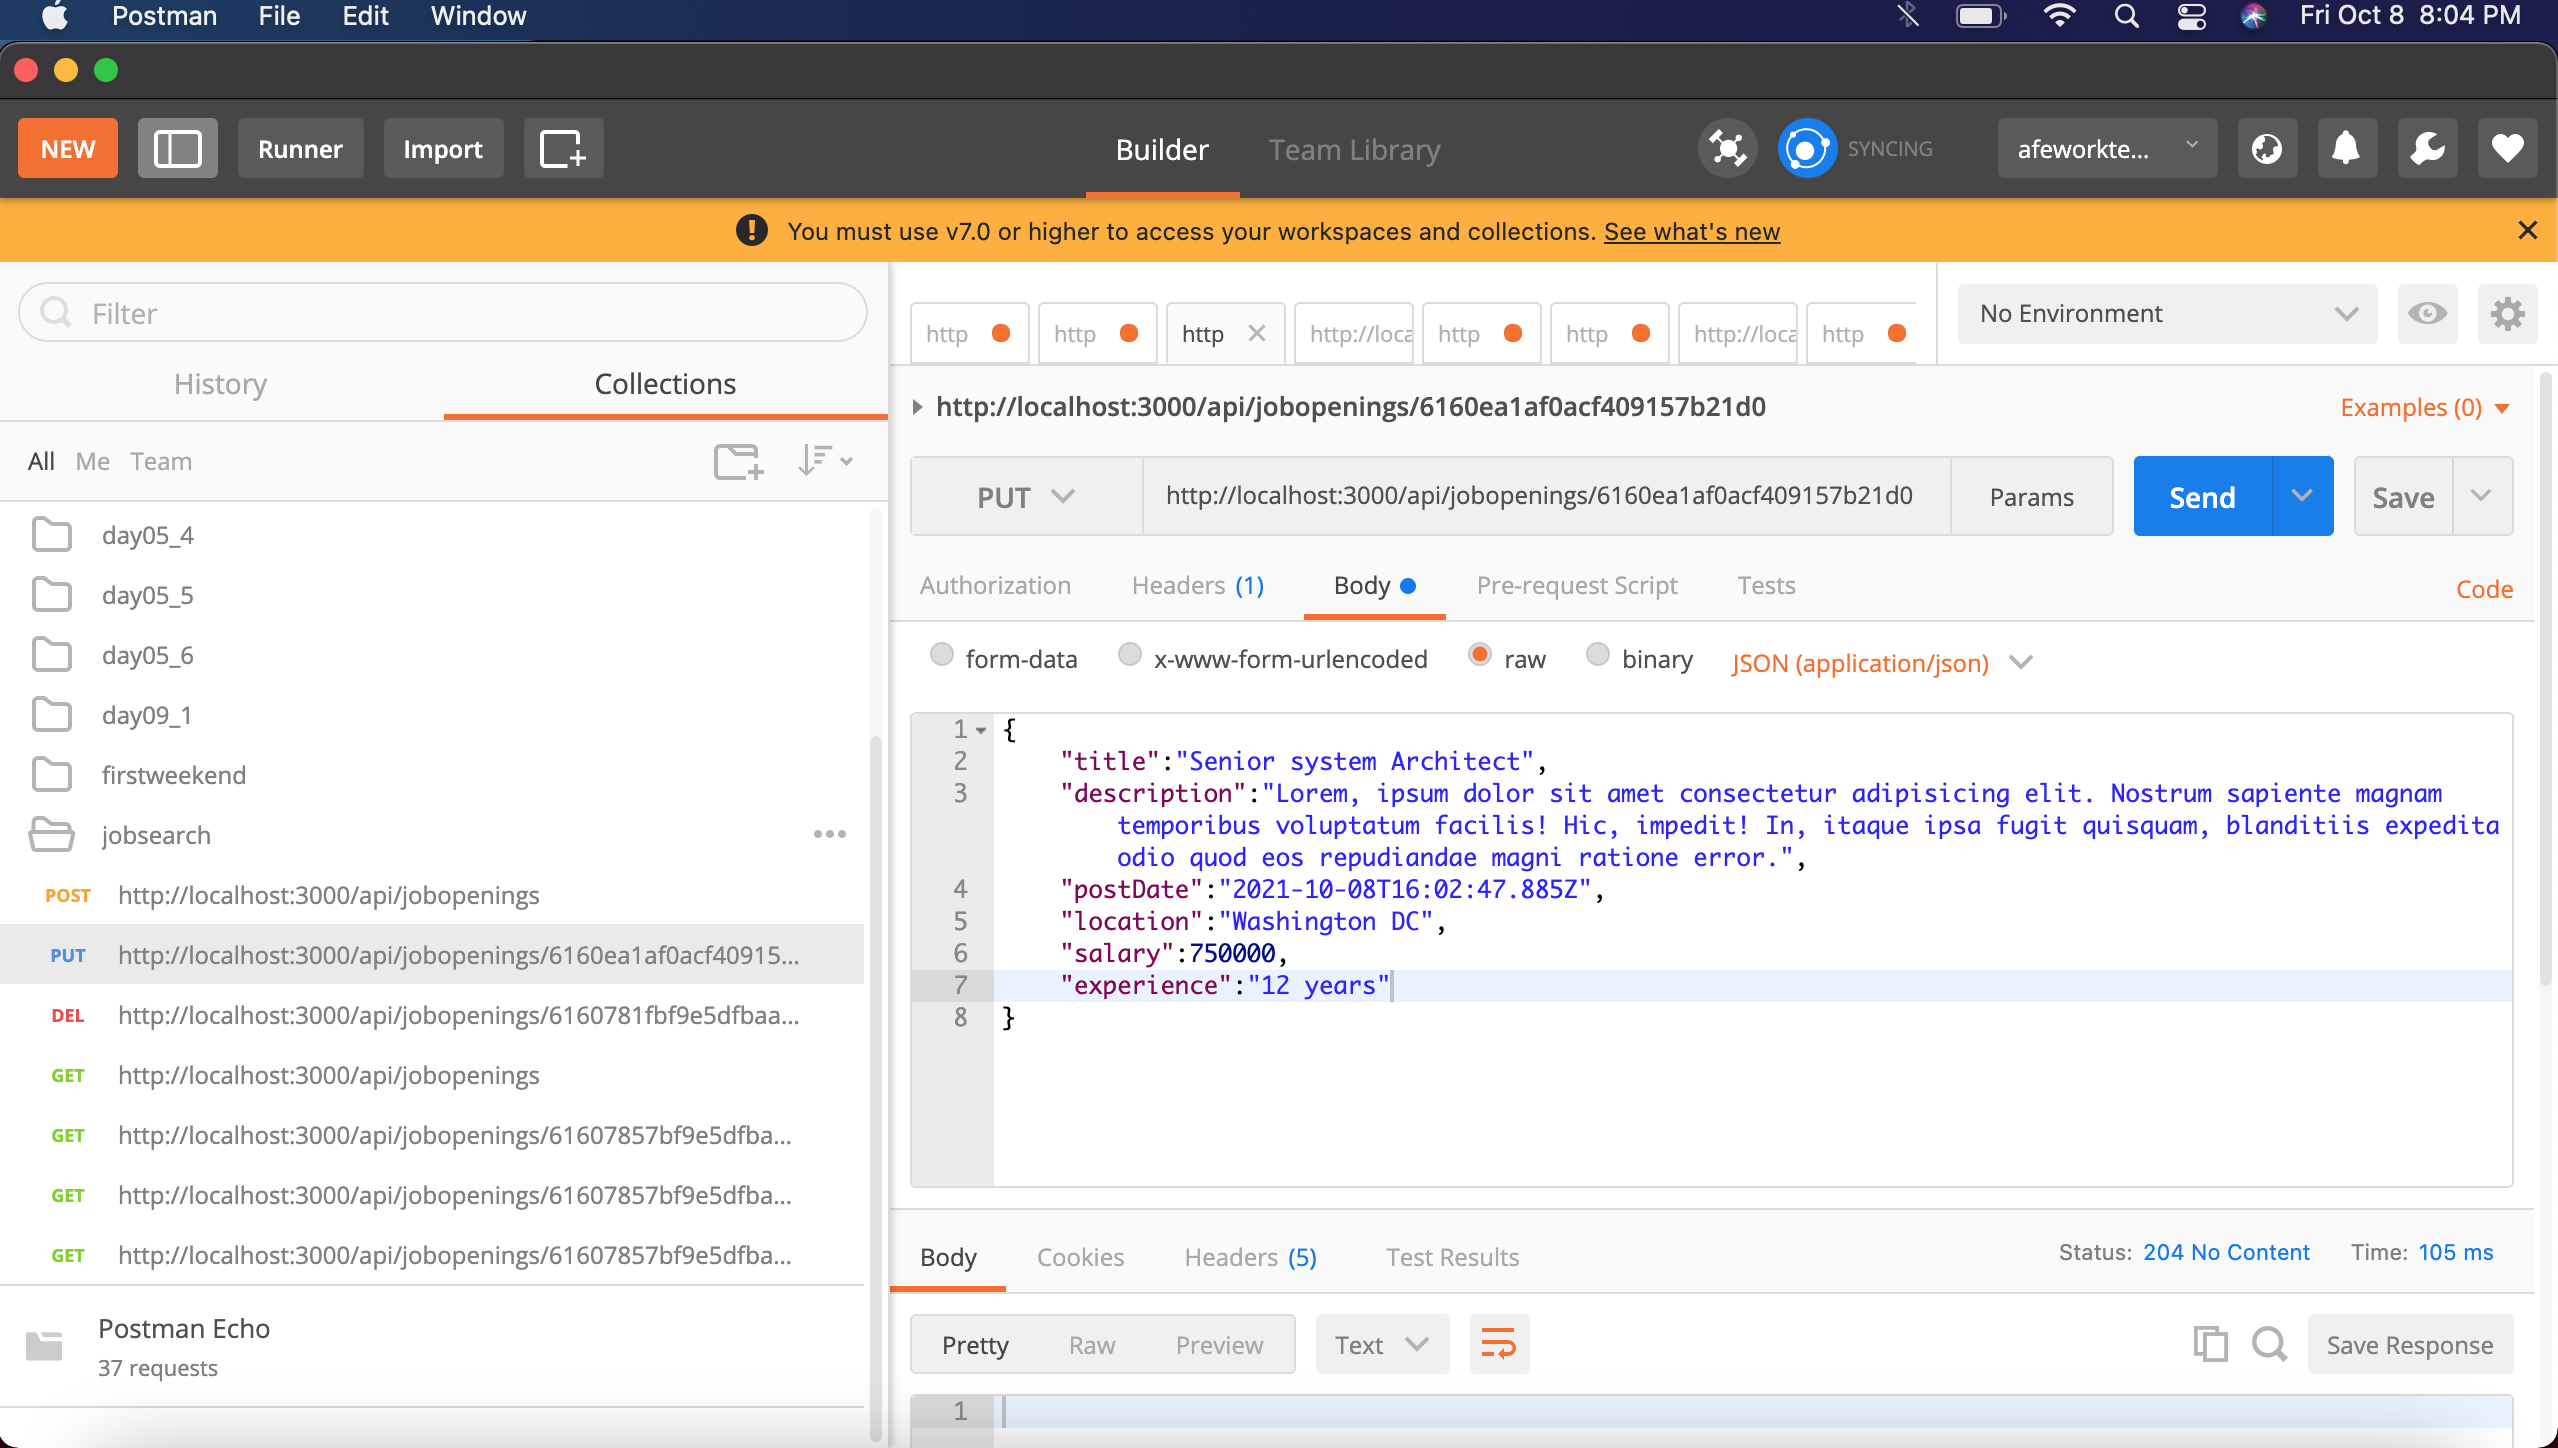 Postman File Edit Window Fri Oct 8 8:04 PM
NEW Runner Import Builder Team Library SYNCING afeworkte...
You must use v7.0 or higher to access your workspaces and collections. See what's new
Filter
http http http http://loca http http http://loca http No Environment
History Collections
http://localhost:3000/api/jobopenings/6160ea1af0acf409157b21d0 Examples (0)
All Me Team
PUT http://localhost:3000/api/jobopenings/6160ea1af0acf409157b21d0 Params Send Save
day05_4
day05_5
day05_6
day09_1
firstweekend
jobsearch
POST http://localhost:3000/api/jobopenings
PUT http://localhost:3000/api/jobopenings/6160ea1af0acf40915...
DEL http://localhost:3000/api/jobopenings/6160781fbf9e5dfbaa...
GET http://localhost:3000/api/jobopenings
GET http://localhost:3000/api/jobopenings/61607857bf9e5dfba...
GET http://localhost:3000/api/jobopenings/61607857bf9e5dfba...
GET http://localhost:3000/api/jobopenings/61607857bf9e5dfba...
Postman Echo
37 requests
Authorization Headers (1) Body Pre-request Script Tests Code
form-data x-www-form-urlencoded raw binary JSON (application/json)
1 {
2 "title":"Senior system Architect",
3 "description":"Lorem, ipsum dolor sit amet consectetur adipisicing elit. Nostrum sapiente magnam
temporibus voluptatum facilis! Hic, impedit! In, itaque ipsa fugit quisquam, blanditiis expedita
odio quod eos repudiandae magni ratione error.",
4 "postDate":"2021-10-08T16:02:47.885Z",
5 "location":"Washington DC",
6 "salary":750000,
7 "experience":"12 years"
8 }
Body Cookies Headers (5) Test Results Status: 204 No Content Time: 105 ms
Pretty Raw Preview Text Save Response
1